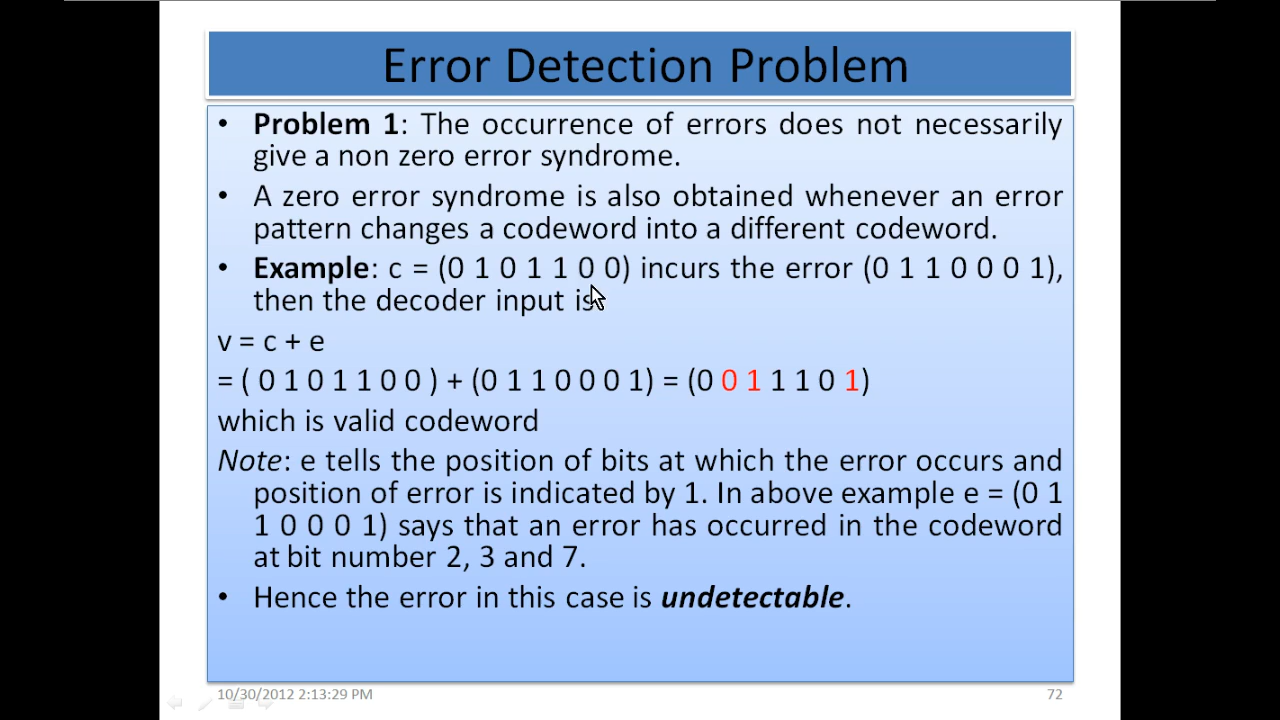 Error Detection Problem
• Problem 1: The occurrence of errors does not necessarily
give a non zero error syndrome.
• A zero error syndrome is also obtained whenever an error
pattern changes a codeword into a different codeword.
• Example: c = (0 1 0 1 1 0 0) incurs the error (0 1 1 0 0 0 1),
then the decoder input is
v = c + e
= ( 0 1 0 1 1 0 0 ) + (0 1 1 0 0 0 1) = (0 0 1 1 1 0 1)
which is valid codeword
Note: e tells the position of bits at which the error occurs and
position of error is indicated by 1. In above example e = (0 1
1 0 0 0 1) says that an error has occurred in the codeword
at bit number 2, 3 and 7.
• Hence the error in this case is undetectable.
10/30/2012 2:13:29 PM
72